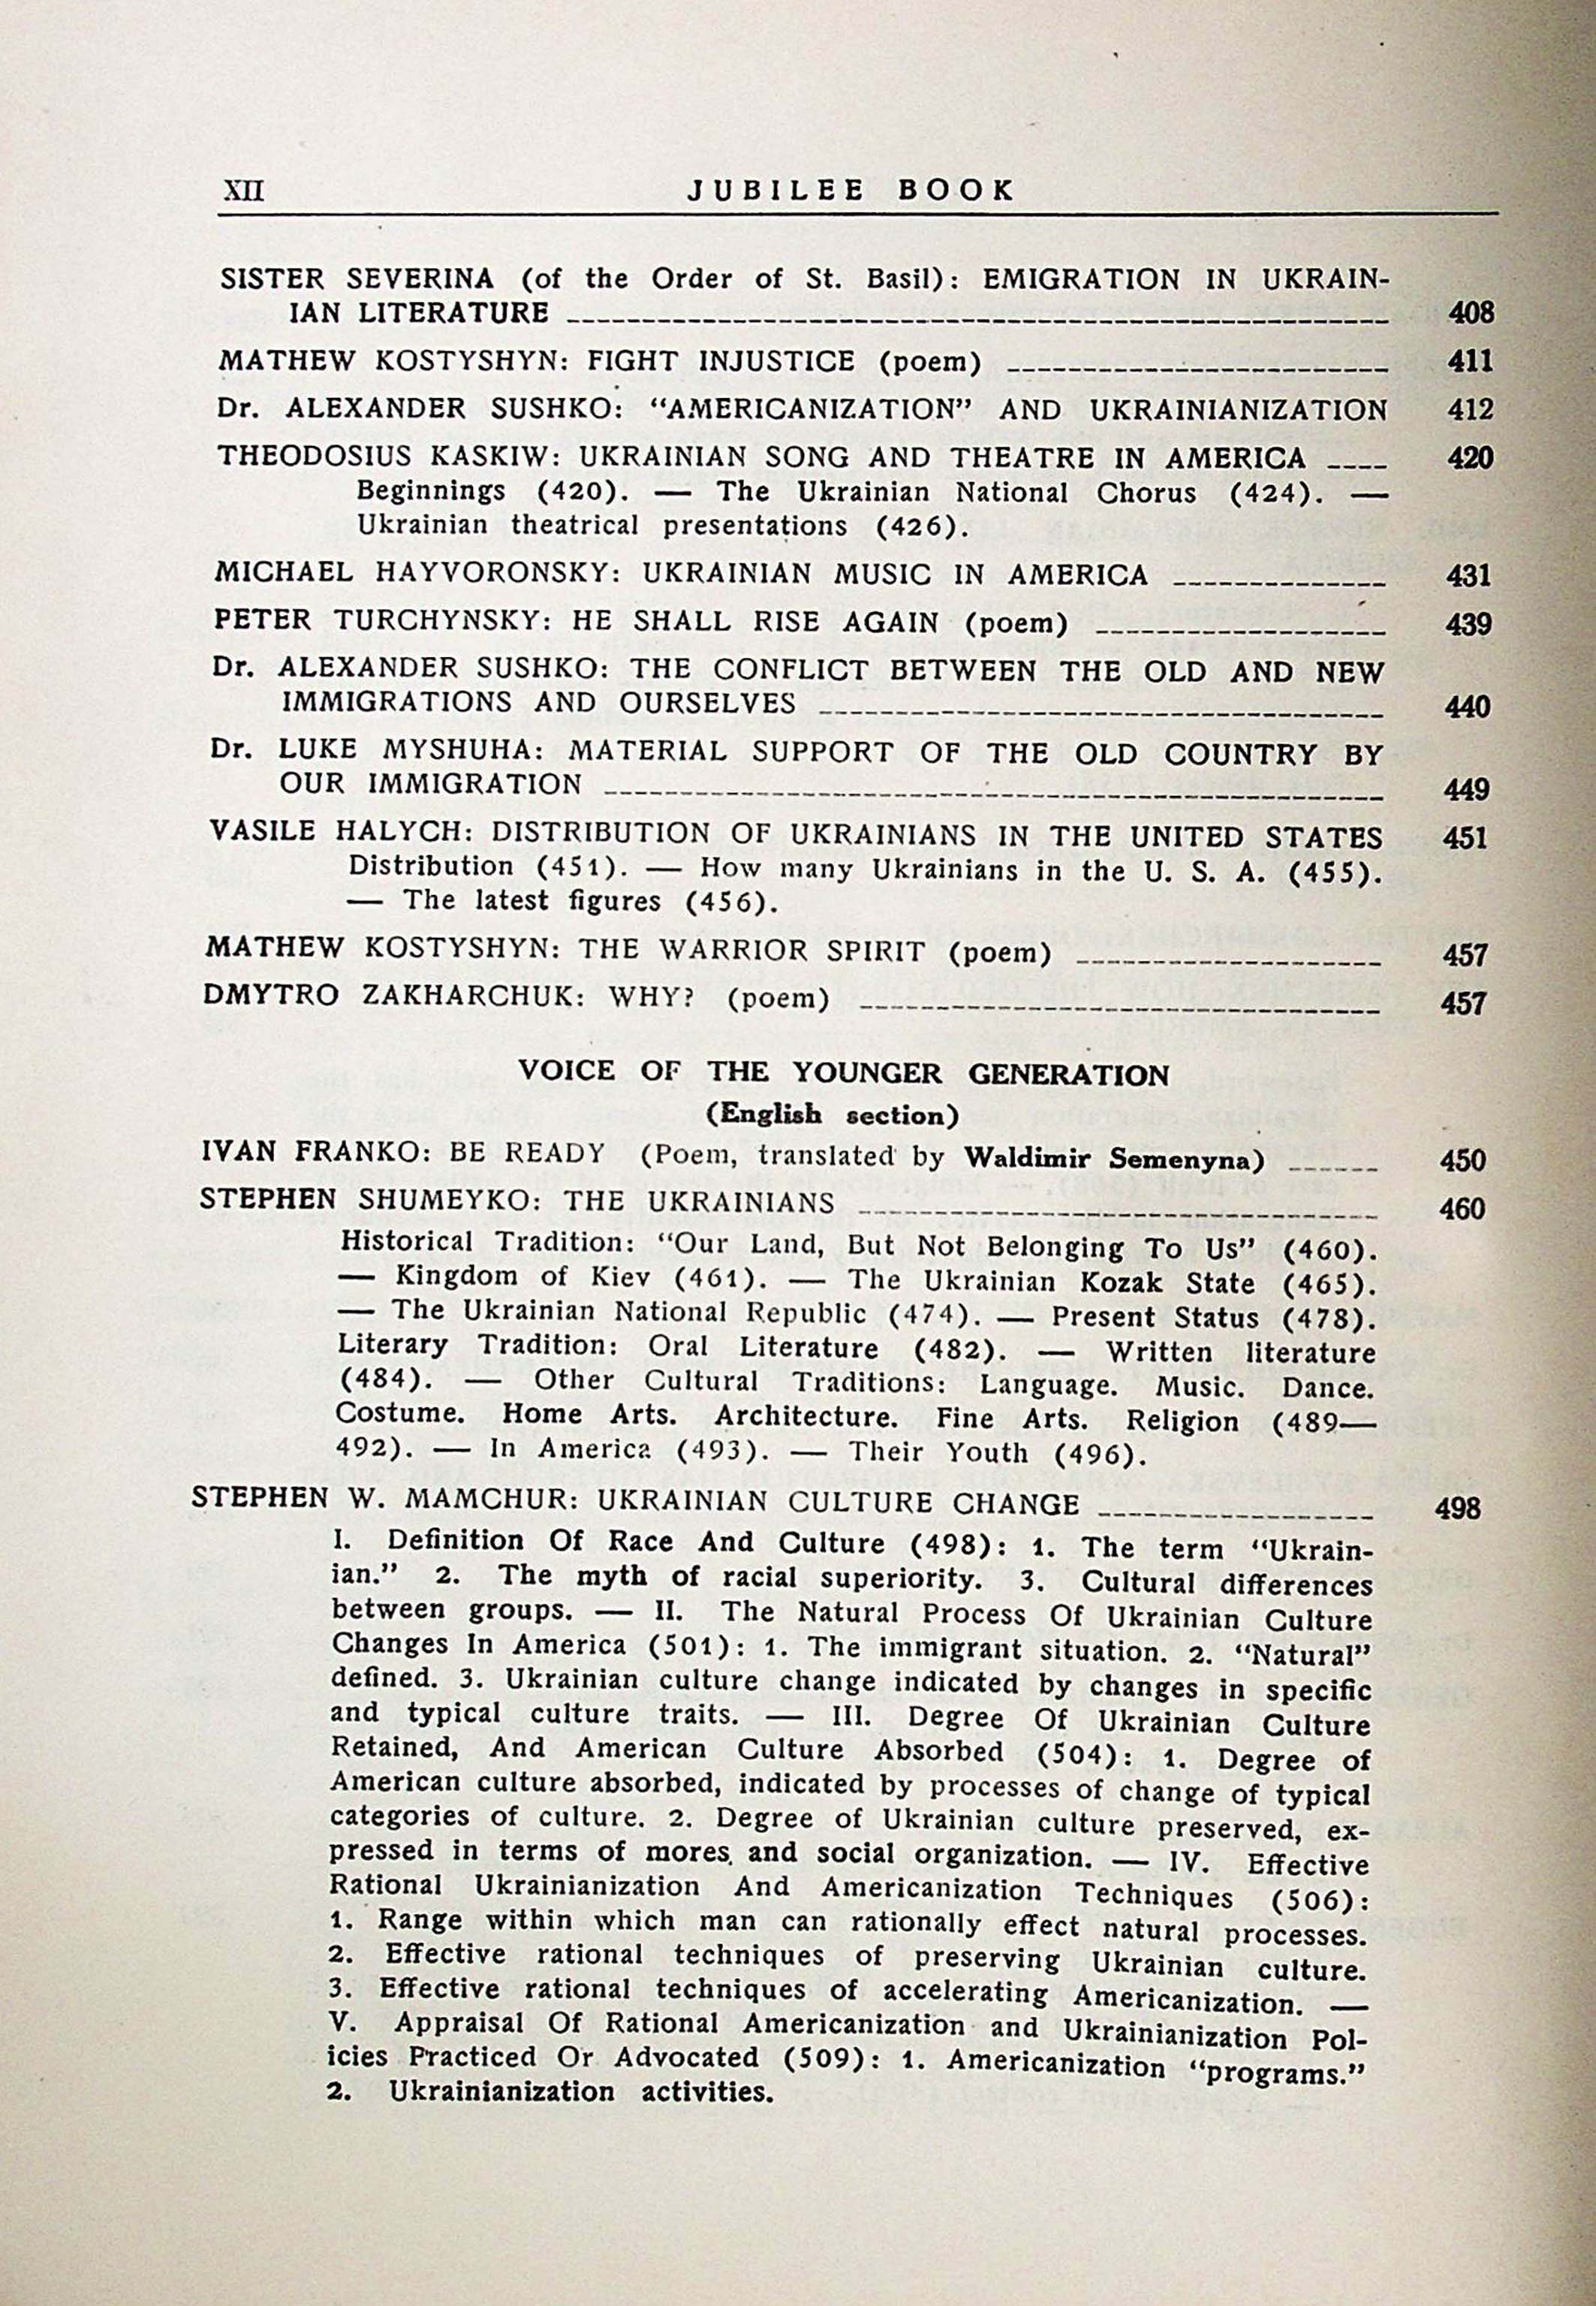 XII JUBILEE BOOK
SISTER SEVERINA (of the Order of St. Basil): EMIGRATION IN UKRAIN-
IAN LITERATURE 408
MATHEW KOSTYSHYN: FIGHT INJUSTICE (poem) 411
Dr. ALEXANDER SUSHKO: “AMERICANIZATION” AND UKRAINIANIZATION 412
THEODOSIUS KASKIW: UKRAINIAN SONG AND THEATRE IN AMERICA 420
Beginnings (420). — The Ukrainian National Chorus (424). —
Ukrainian theatrical presentations (426).
MICHAEL HAYVORONSKY: UKRAINIAN MUSIC IN AMERICA 431
PETER TURCHYNSKY: HE SHALL RISE AGAIN (poem) 439
Dr. ALEXANDER SUSHKO: THE CONFLICT BETWEEN THE OLD AND NEW
IMMIGRATIONS AND OURSELVES 440
Dr. LUKE MYSHUHA: MATERIAL SUPPORT OF THE OLD COUNTRY BY
OUR IMMIGRATION 449
VASILE HALYCH: DISTRIBUTION OF UKRAINIANS IN THE UNITED STATES 451
Distribution (451). — How many Ukrainians in the U. S. A. (455).
— The latest figures (456).
MATHEW KOSTYSHYN: THE WARRIOR SPIRIT (poem) 457
DMYTRO ZAKHARCHUK: WHY? (poem) 457
VOICE OF THE YOUNGER GENERATION
(English section)
IVAN FRANKO: BE READY (Poem, translated by Waldimir Semenyna) 450
STEPHEN SHUMEYKO: THE UKRAINIANS 460
Historical Tradition: “Our Land, But Not Belonging To Us” (460).
— Kingdom of Kiev (461). — The Ukrainian Kozak State (465).
— The Ukrainian National Republic (474). — Present Status (478).
Literary Tradition: Oral Literature (482). — Written literature
(484). — Other Cultural Traditions: Language. Music. Dance.
Costume. Home Arts. Architecture. Fine Arts. Religion (489—
492). — In America (493). — Their Youth (496).
STEPHEN W. MAMCHUR: UKRAINIAN CULTURE CHANGE 498
I. Definition Of Race And Culture (498): 1. The term “Ukrain-
ian.” 2. The myth of racial superiority. 3. Cultural differences
between groups. — II. The Natural Process Of Ukrainian Culture
Changes In America (501): 1. The immigrant situation. 2. “Natural”
defined. 3. Ukrainian culture change indicated by changes in specific
and typical culture traits. — III. Degree Of Ukrainian Culture
Retained, And American Culture Absorbed (504): 1. Degree of
American culture absorbed, indicated by processes of change of typical
categories of culture. 2. Degree of Ukrainian culture preserved, ex-
pressed in terms of mores and social organization. — IV. Effective
Rational Ukrainianization And Americanization Techniques (506):
1. Range within which man can rationally effect natural processes.
2. Effective rational techniques of preserving Ukrainian culture.
3. Effective rational techniques of accelerating Americanization. —
V. Appraisal Of Rational Americanization and Ukrainianization Pol-
icies Practiced Or Advocated (509): 1. Americanization “programs.”
2. Ukrainianization activities.